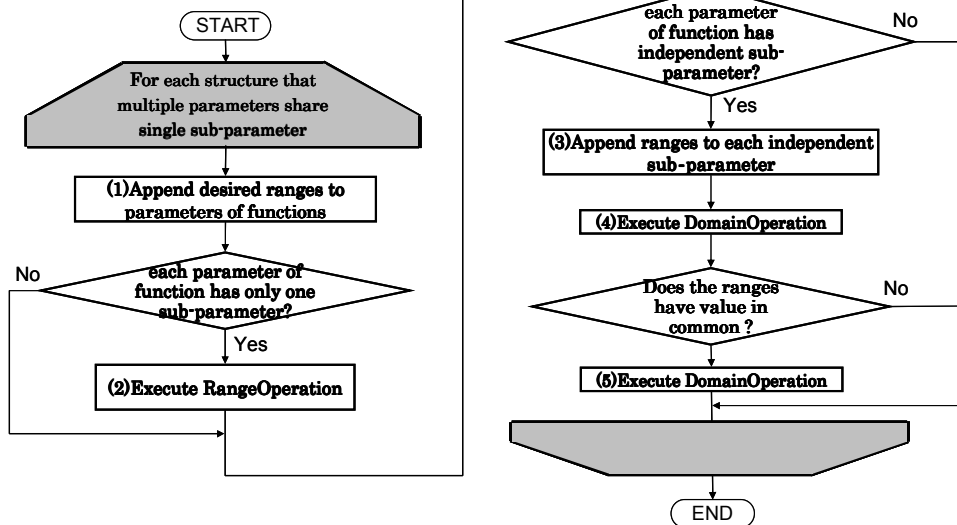 START
For each structure that
multiple parameters share
single sub-parameter
(1)Append desired ranges to
parameters of functions
No
each parameter of
function has only one
sub-parameter?
Yes
(2)Execute RangeOperation
each parameter
of function has
independent sub-
parameter?
No
Yes
(3)Append ranges to each independent
sub-parameter
(4)Execute DomainOperation
Does the ranges
have value in
common ?
No
Yes
(5)Execute DomainOperation
END